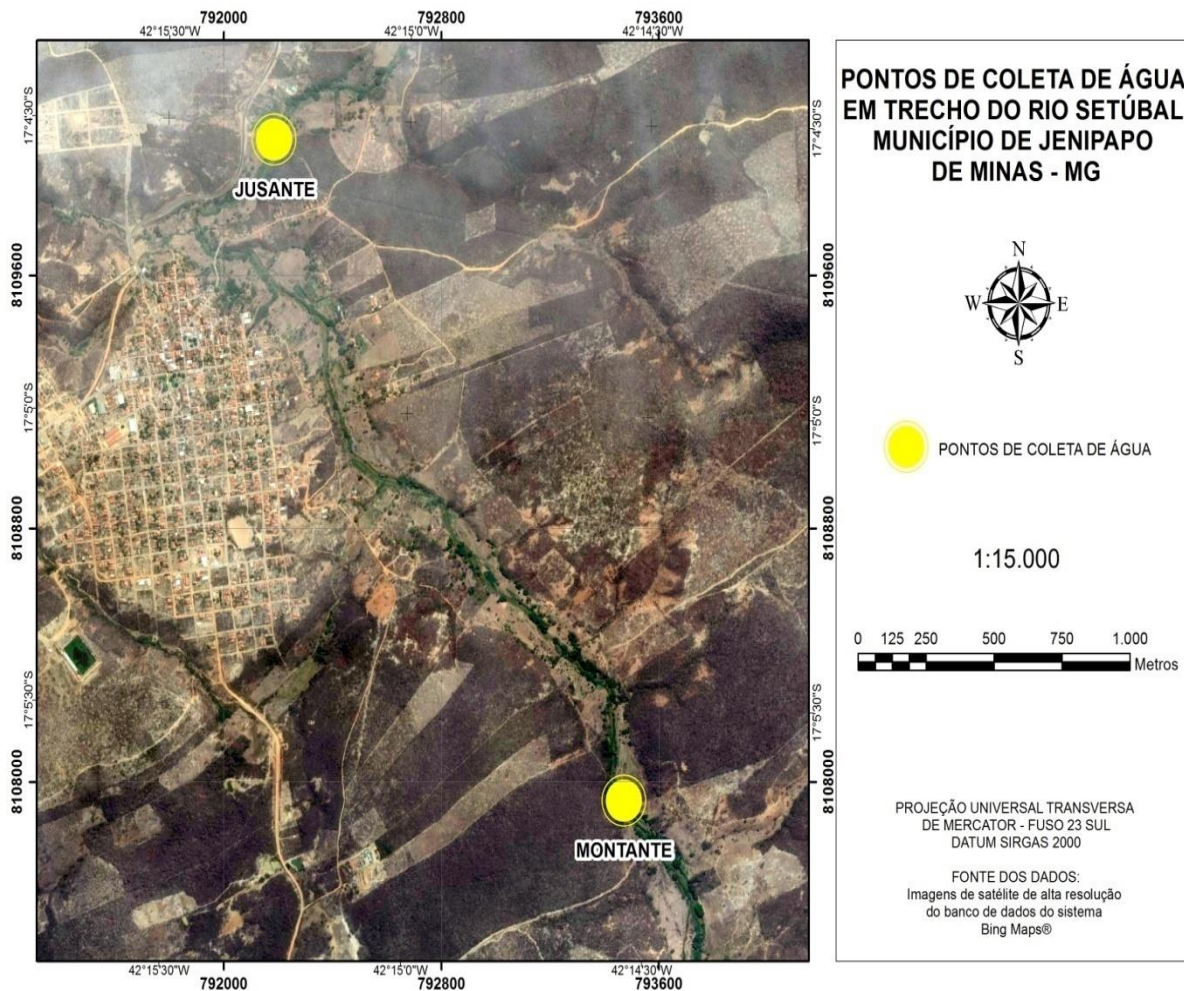 792000 792800 793600
42°15'30"W 42°15'0"W 42°14'30"W
17°4'30"S 17°4'30"S
JUSANTE
8109600 8109600
17°5'0"S 17°5'0"S
8108800 8108800
17°5'30"S 17°5'30"S
8108000 8108000
MONTANTE
42°15'30"W 42°15'0"W 42°14'30"W
792000 792800 793600
PONTOS DE COLETA DE ÁGUA
EM TRECHO DO RIO SETÚBAL
MUNICÍPIO DE JENIPAPO
DE MINAS - MG
N
W E
S
PONTOS DE COLETA DE ÁGUA
1:15.000
0 125 250 500 750 1.000
Metros
PROJEÇÃO UNIVERSAL TRANSVERSA
DE MERCATOR - FUSO 23 SUL
DATUM SIRGAS 2000
FONTE DOS DADOS:
Imagens de satélite de alta resolução
do banco de dados do sistema
Bing Maps®